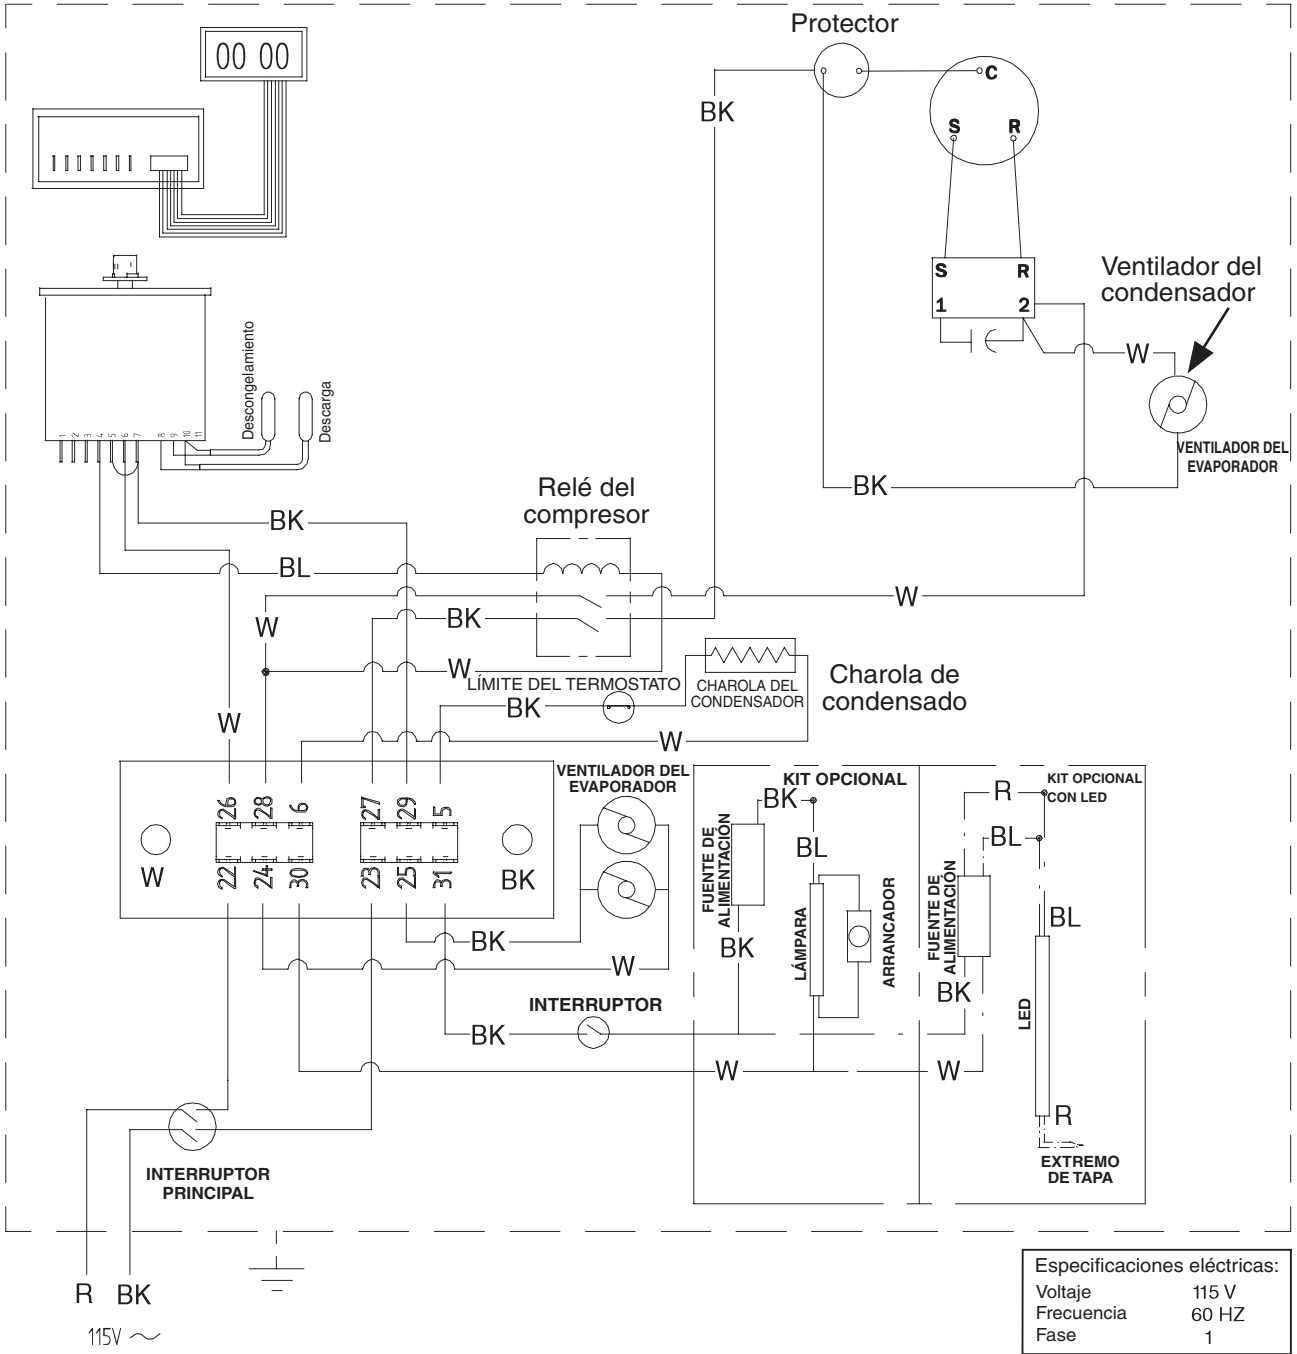 Protector
00 00
C
BK
S R
S R
1 2
Ventilador del
condensador
W
VENTILADOR DEL
EVAPORADOR
BK
Descongelamiento
Descarga
1 2 3 4 5 6 7 8 9 10 11
Relé del
compresor
BK
BL
W
W
BK
W
LÍMITE DEL TERMOSTATO
CHAROLA DEL
CONDENSADOR
Charola de
condensado
BK
W
W
26 28 6 27 29 5
W
BK
22 24 30 23 25 31
VENTILADOR DEL
EVAPORADOR
BK
W
KIT OPCIONAL
BK
BL
FUENTE DE
ALIMENTACIÓN
BK
LÁMPARA
ARRANCADOR
KIT OPCIONAL
CON LED
R
BL
FUENTE DE
ALIMENTACIÓN
BL
BK
LED
R
EXTREMO
DE TAPA
INTERRUPTOR
BK
W
W
INTERRUPTOR
PRINCIPAL
R BK
115V
Especificaciones eléctricas:
Voltaje 115 V
Frecuencia 60 HZ
Fase 1